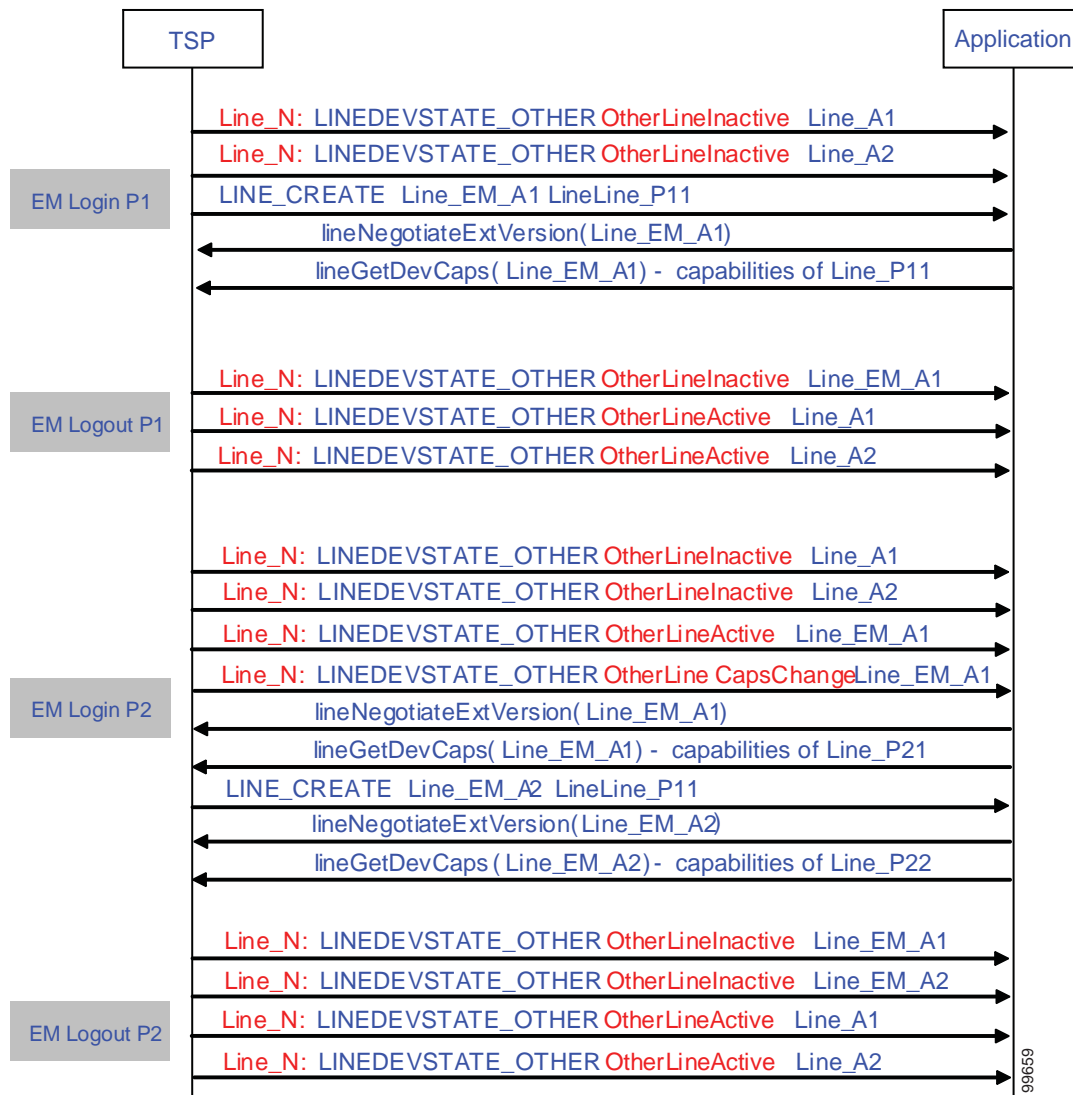 TSP
Application
Line_N: LINEDEVSTATE_OTHER OtherLineInactive Line_A1
Line_N: LINEDEVSTATE_OTHER OtherLineInactive Line_A2
EM Login P1
LINE_CREATE Line_EM_A1 LineLine_P11
lineNegotiateExtVersion(Line_EM_A1)
lineGetDevCaps( Line_EM_A1) - capabilities of Line_P11
Line_N: LINEDEVSTATE_OTHER OtherLineInactive Line_EM_A1
EM Logout P1
Line_N: LINEDEVSTATE_OTHER OtherLineActive Line_A1
Line_N: LINEDEVSTATE_OTHER OtherLineActive Line_A2
Line_N: LINEDEVSTATE_OTHER OtherLineInactive Line_A1
Line_N: LINEDEVSTATE_OTHER OtherLineInactive Line_A2
Line_N: LINEDEVSTATE_OTHER OtherLineActive Line_EM_A1
Line_N: LINEDEVSTATE_OTHER OtherLine CapsChangeLine_EM_A1
EM Login P2
lineNegotiateExtVersion( Line_EM_A1)
lineGetDevCaps( Line_EM_A1) - capabilities of Line_P21
LINE_CREATE Line_EM_A2 LineLine_P11
lineNegotiateExtVersion(Line_EM_A2)
lineGetDevCaps ( Line_EM_A2) - capabilities of Line_P22
Line_N: LINEDEVSTATE_OTHER OtherLineInactive Line_EM_A1
Line_N: LINEDEVSTATE_OTHER OtherLineInactive Line_EM_A2
EM Logout P2
Line_N: LINEDEVSTATE_OTHER OtherLineActive Line_A1
Line_N: LINEDEVSTATE_OTHER OtherLineActive Line_A2
99659